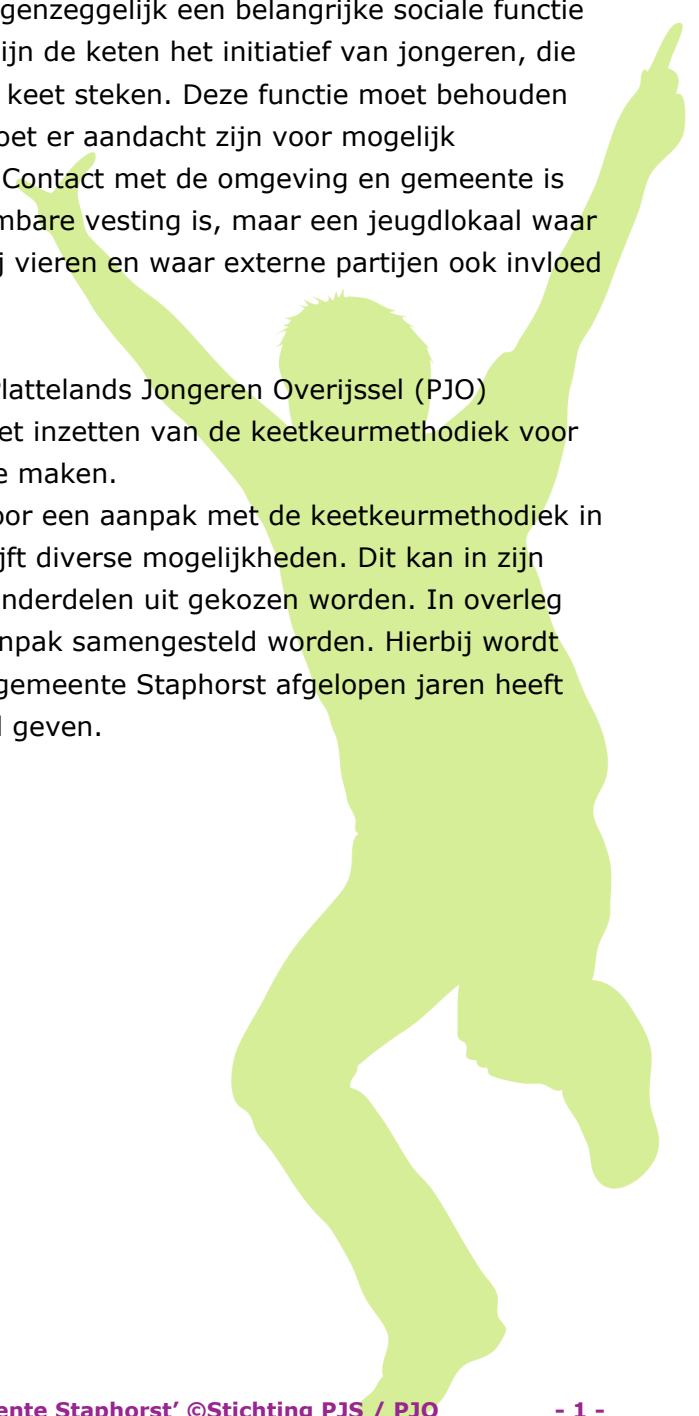 genzeggelijk een belangrijke sociale functie
ijn de keten het initiatief van jongeren, die
keet steken. Deze functie moet behouden
oet er aandacht zijn voor mogelijk
Contact met de omgeving en gemeente is
mbare vesting is, maar een jeugdlokaal waar
j vieren en waar externe partijen ook invloed
Plattelands Jongeren Overijssel (PJO)
et inzetten van de keetkeurmethodiek voor
e maken.
oor een aanpak met de keetkeurmethodiek in
ijft diverse mogelijkheden. Dit kan in zijn
nderdelen uit gekozen worden. In overleg
npak samengesteld worden. Hierbij wordt
gemeente Staphorst afgelopen jaren heeft
l geven.
ente Staphorst’ ©Stichting PJS / PJO - 1 -